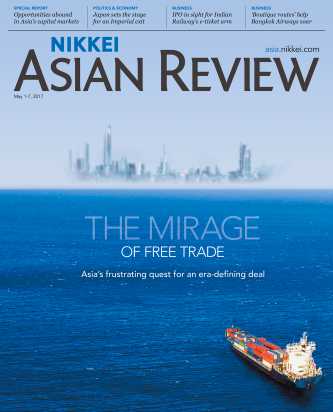 SPECIAL REPORT
Opportunities abound
in Asia's capital markets
POLITICS & ECONOMY
Japan sets the stage
for an Imperial exit
BUSINESS
IPO in sight for Indian
Railway's e-ticket arm
BUSINESS
'Boutique routes' help
Bangkok Airways soar
NIKKEI
asia.nikkei.com
ASIAN REVIEW
May 1-7, 2017
THE MIRAGE
OF FREE TRADE
Asia's frustrating quest for an era-defining deal